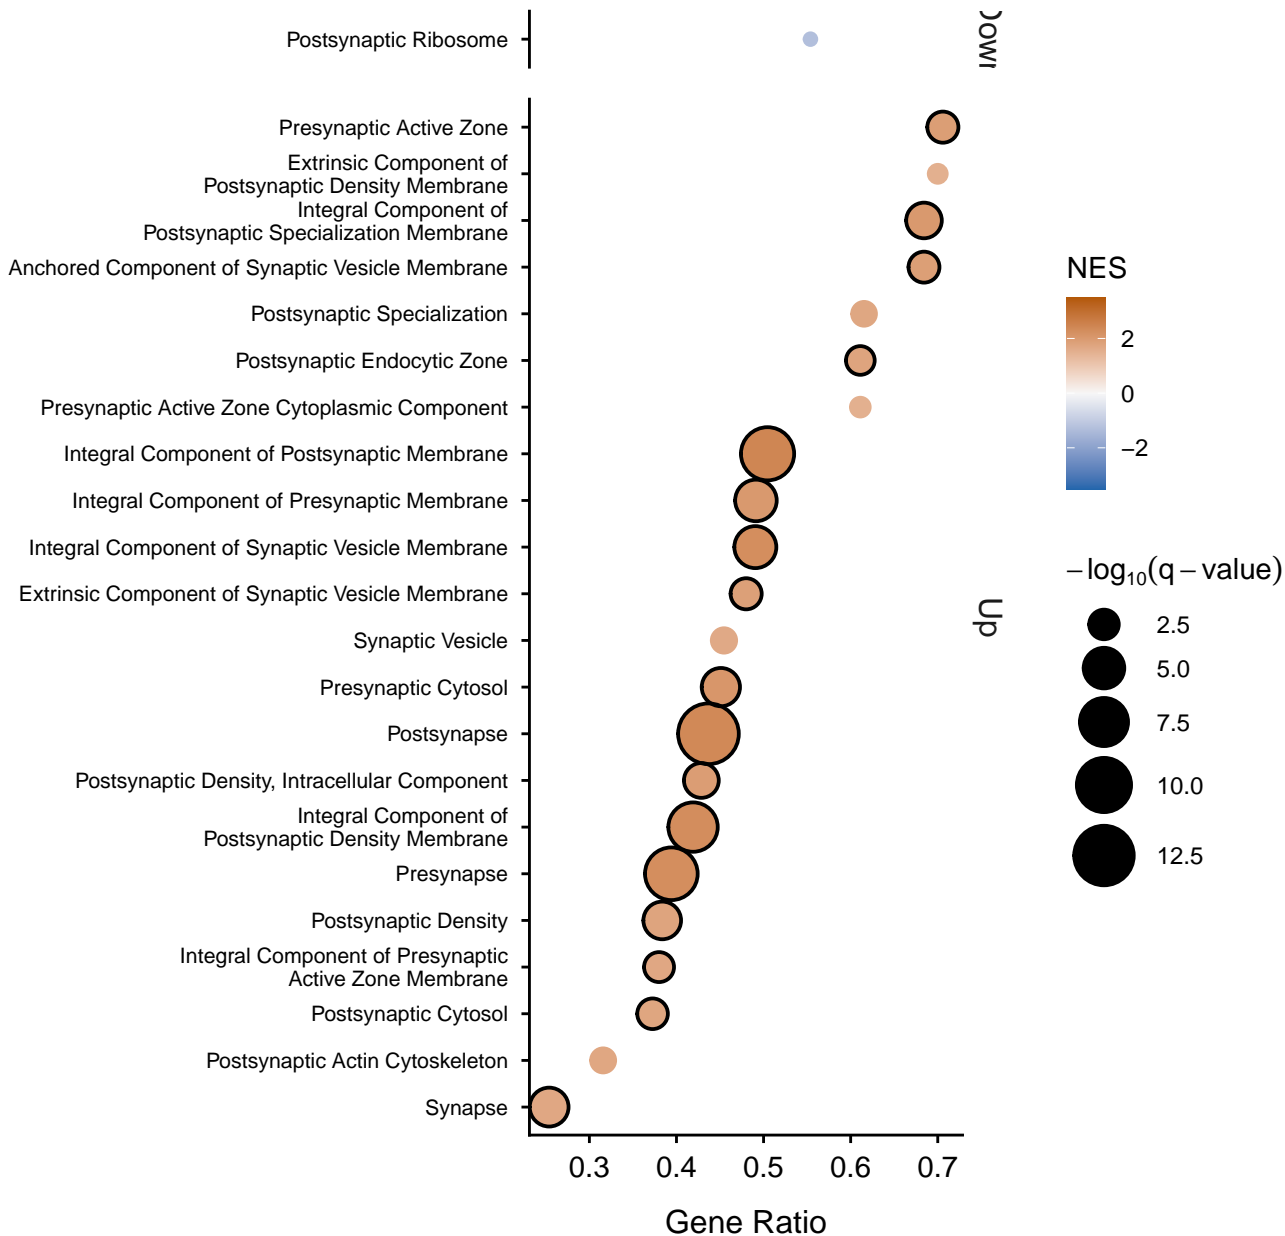 Postsynaptic Ribosome
Down
Presynaptic Active Zone
Extrinsic Component of
Postsynaptic Density Membrane
Integral Component of
Postsynaptic Specialization Membrane
Anchored Component of Synaptic Vesicle Membrane
Postsynaptic Specialization
Postsynaptic Endocytic Zone
Presynaptic Active Zone Cytoplasmic Component
Integral Component of Postsynaptic Membrane
Integral Component of Presynaptic Membrane
Integral Component of Synaptic Vesicle Membrane
Extrinsic Component of Synaptic Vesicle Membrane
Synaptic Vesicle
Presynaptic Cytosol
Postsynapse
Postsynaptic Density, Intracellular Component
Integral Component of
Postsynaptic Density Membrane
Presynapse
Postsynaptic Density
Integral Component of Presynaptic
Active Zone Membrane
Postsynaptic Cytosol
Postsynaptic Actin Cytoskeleton
Synapse
Up
0.3 0.4 0.5 0.6 0.7
Gene Ratio
NES
2
0
−2
−log₁₀(q−value)
2.5
5.0
7.5
10.0
12.5